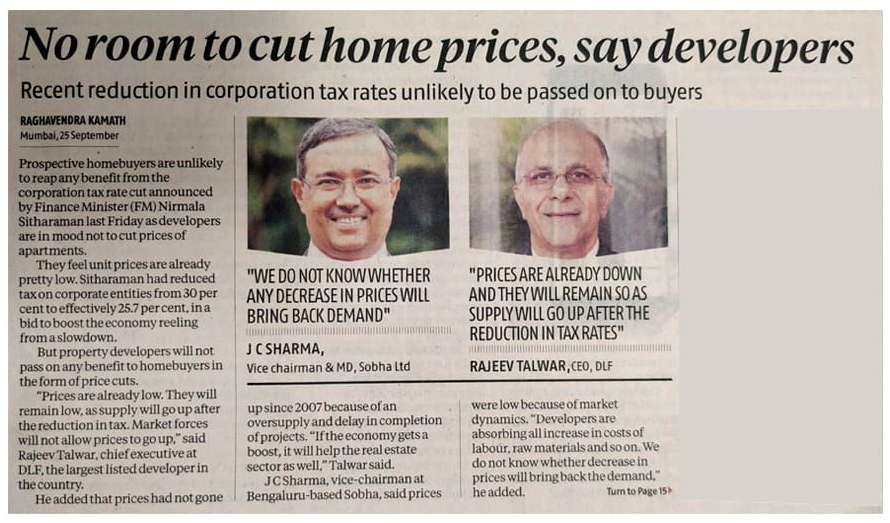 No room to cut home prices, say developers
Recent reduction in corporation tax rates unlikely to be passed on to buyers
RAGHAVENDRA KAMATH
Mumbai, 25 September
Prospective homebuyers are unlikely
to reap any benefit from the
corporation tax rate cut announced
by Finance Minister (FM) Nirmala
Sitharaman last Friday as developers
are in mood not to cut prices of
apartments.
They feel unit prices are already
pretty low. Sitharaman had reduced
tax on corporate entities from 30 per
cent to effectively 25.7 per cent, in a
bid to boost the economy reeling
from a slowdown.
But property developers will not
pass on any benefit to homebuyers in
the form of price cuts.
"Prices are already low. They will
remain low, as supply will go up after
the reduction in tax. Market forces
will not allow prices to go up," said
Rajeev Talwar, chief executive at
DLF, the largest listed developer in
the country.
He added that prices had not gone
"WE DO NOT KNOW WHETHER
ANY DECREASE IN PRICES WILL
BRING BACK DEMAND"
J C SHARMA,
Vice chairman & MD, Sobha Ltd
"PRICES ARE ALREADY DOWN
AND THEY WILL REMAIN SO AS
SUPPLY WILL GO UP AFTER THE
REDUCTION IN TAX RATES"
RAJEEV TALWAR, CEO, DLF
up since 2007 because of an
oversupply and delay in completion
of projects. "If the economy gets a
boost, it will help the real estate
sector as well," Talwar said.
J C Sharma, vice-chairman at
Bengaluru-based Sobha, said prices
were low because of market
dynamics. "Developers are
absorbing all increase in costs of
labour, raw materials and so on. We
do not know whether decrease in
prices will bring back the demand,"
he added.
Turn to Page 15